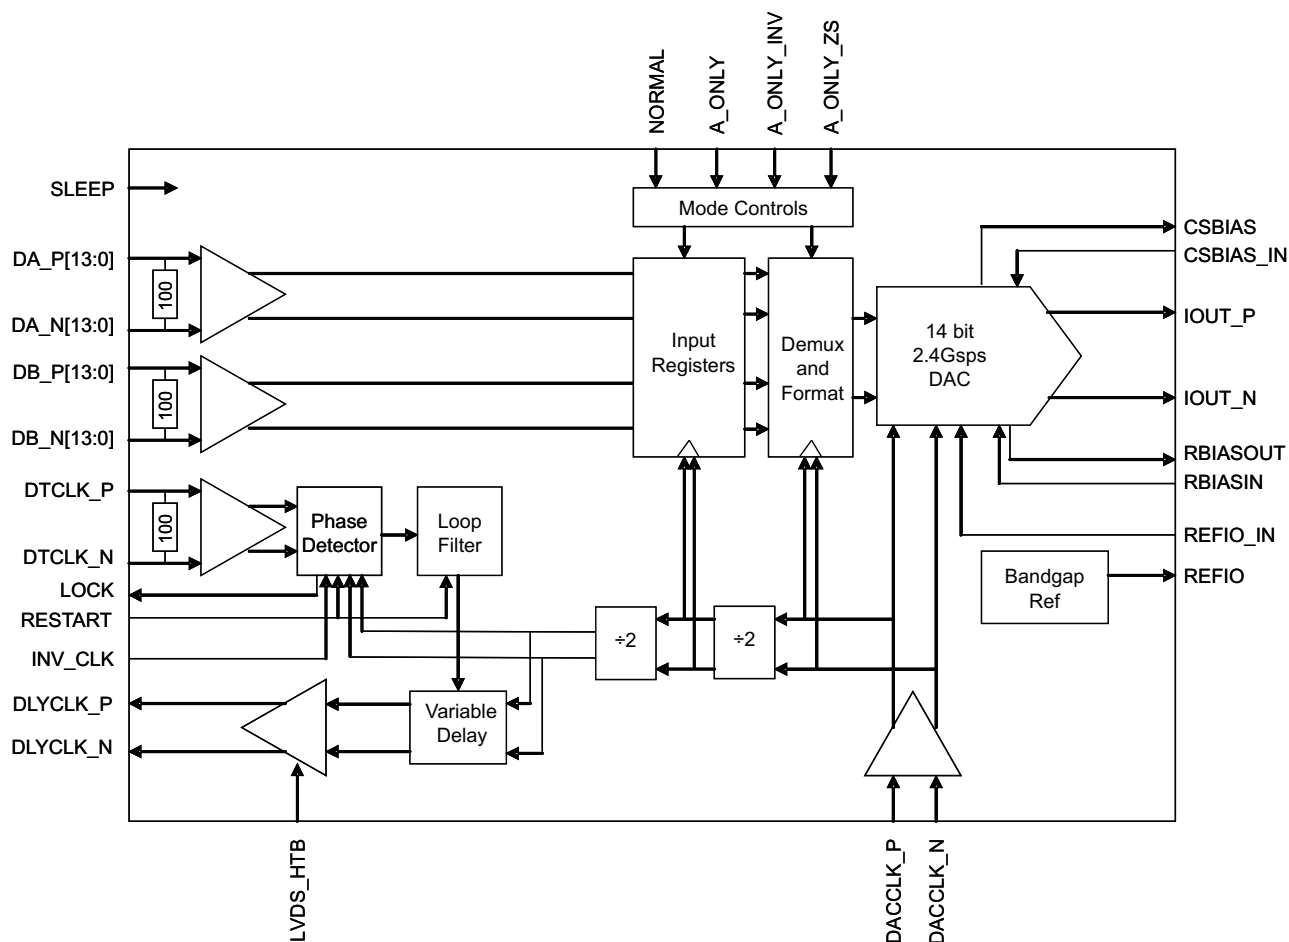 NORMAL
A_ONLY
A_ONLY_INV
A_ONLY_ZS
SLEEP
Mode Controls
CSBIAS
CSBIAS_IN
DA_P[13:0]
100
DA_N[13:0]
IOUT_P
Input
Registers
Demux
and
Format
14 bit
2.4Gsps
DAC
DB_P[13:0]
100
DB_N[13:0]
IOUT_N
RBIASOUT
RBIASIN
DTCLK_P
100
DTCLK_N
Phase
Detector
Loop
Filter
REFIO_IN
Bandgap
Ref
REFIO
LOCK
RESTART
÷2
÷2
INV_CLK
DLYCLK_P
DLYCLK_N
Variable
Delay
LVDS_HTB
DACCLK_P
DACCLK_N